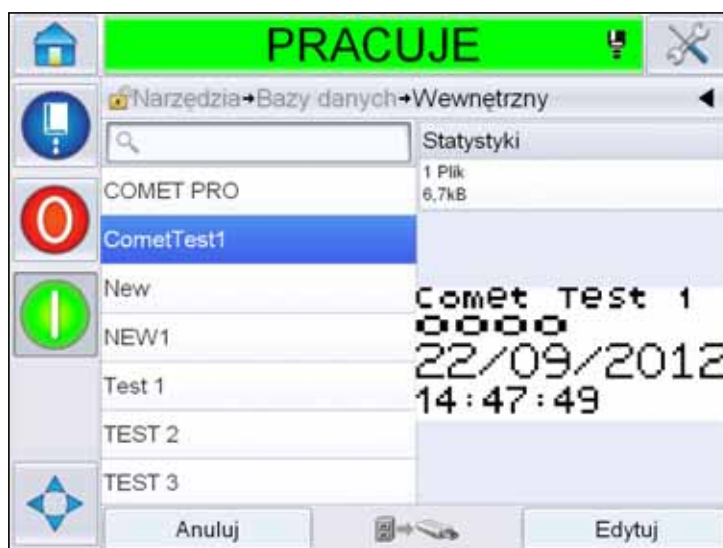 PRACUJE
Narzędzia→Bazy danych→Wewnętrzny
Statystyki
1 Plik
6,7kB
COMET PRO
CometTest1
New
NEW1
Test 1
TEST 2
TEST 3
Comet Test 1
0000
22/09/2012
14:47:49
Anuluj
Edytuj